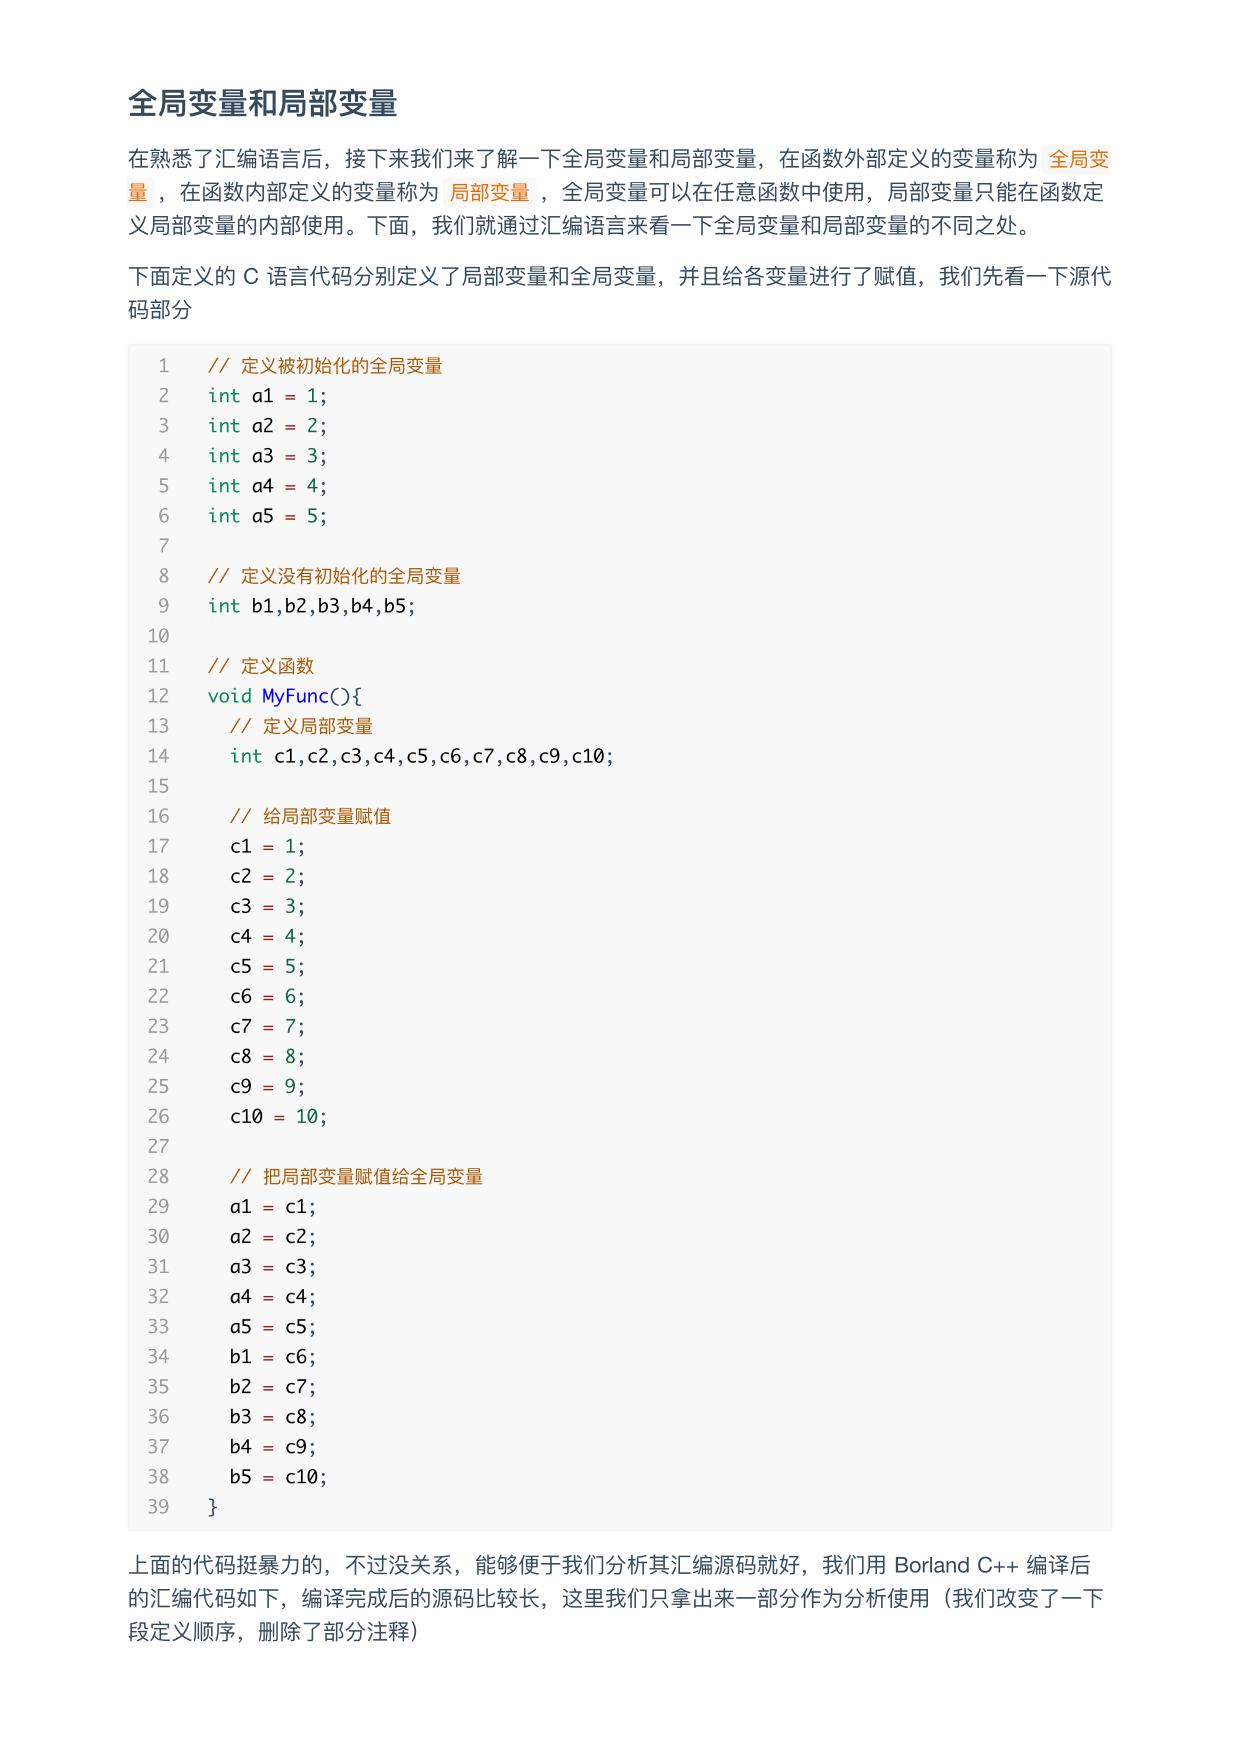 全局变量和局部变量
在熟悉了汇编语言后，接下来我们来了解一下全局变量和局部变量，在函数外部定义的变量称为 全局变
量 ，在函数内部定义的变量称为 局部变量 ，全局变量可以在任意函数中使用，局部变量只能在函数定
义局部变量的内部使用。下面，我们就通过汇编语言来看一下全局变量和局部变量的不同之处。
下面定义的 C 语言代码分别定义了局部变量和全局变量，并且给各变量进行了赋值，我们先看一下源代
码部分
1 // 定义被初始化的全局变量
2 int a1 = 1;
3 int a2 = 2;
4 int a3 = 3;
5 int a4 = 4;
6 int a5 = 5;
7
8 // 定义没有初始化的全局变量
9 int b1,b2,b3,b4,b5;
10
11 // 定义函数
12 void MyFunc(){
13   // 定义局部变量
14   int c1,c2,c3,c4,c5,c6,c7,c8,c9,c10;
15
16   // 给局部变量赋值
17   c1 = 1;
18   c2 = 2;
19   c3 = 3;
20   c4 = 4;
21   c5 = 5;
22   c6 = 6;
23   c7 = 7;
24   c8 = 8;
25   c9 = 9;
26   c10 = 10;
27
28   // 把局部变量赋值给全局变量
29   a1 = c1;
30   a2 = c2;
31   a3 = c3;
32   a4 = c4;
33   a5 = c5;
34   b1 = c6;
35   b2 = c7;
36   b3 = c8;
37   b4 = c9;
38   b5 = c10;
39 }
上面的代码挺暴力的，不过没关系，能够便于我们分析其汇编源码就好，我们用 Borland C++ 编译后
的汇编代码如下，编译完成后的源码比较长，这里我们只拿出来一部分作为分析使用（我们改变了一下
段定义顺序，删除了部分注释）